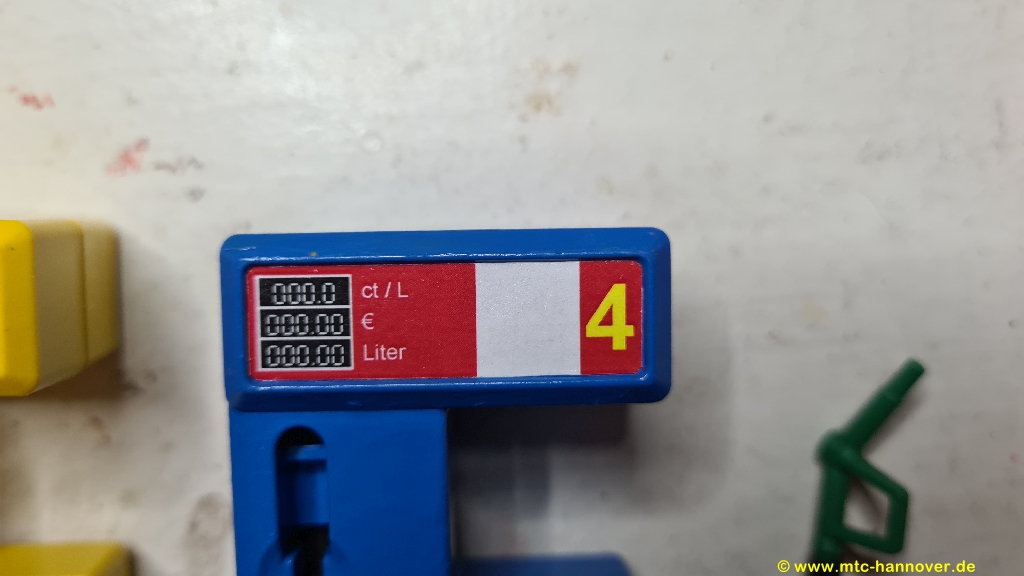 000.0 ct / L
000.00 €
000.00 Liter
4
© www.mtc-hannover.de